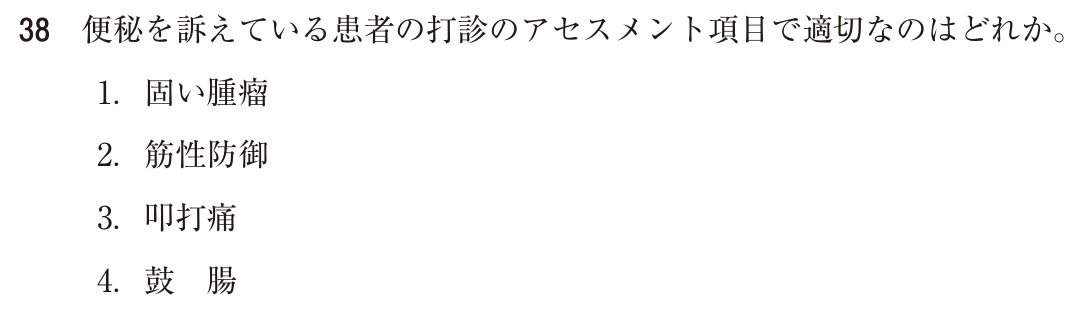 38 便秘を訴えている患者の打診のアセスメント項目で適切なのはどれか。
1. 固い腫瘤
2. 筋性防御
3. 叩打痛
4. 鼓　腸